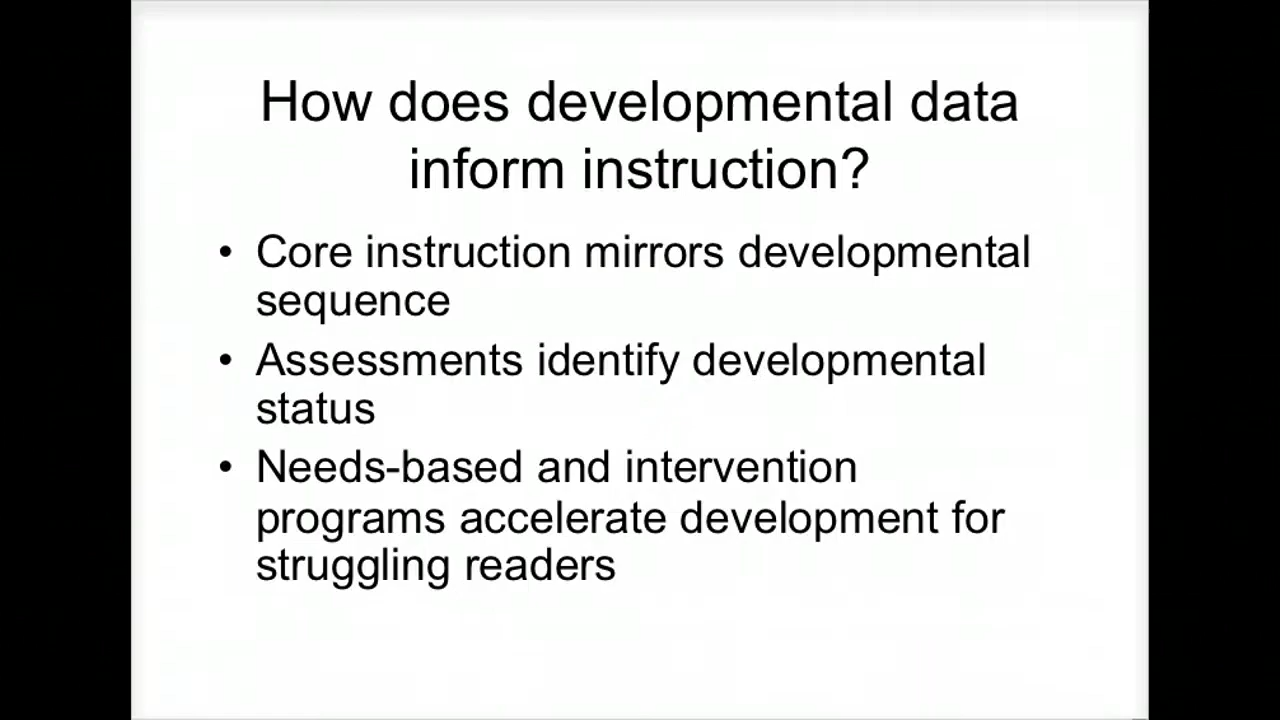 How does developmental data
inform instruction?
• Core instruction mirrors developmental
sequence
• Assessments identify developmental
status
• Needs-based and intervention
programs accelerate development for
struggling readers